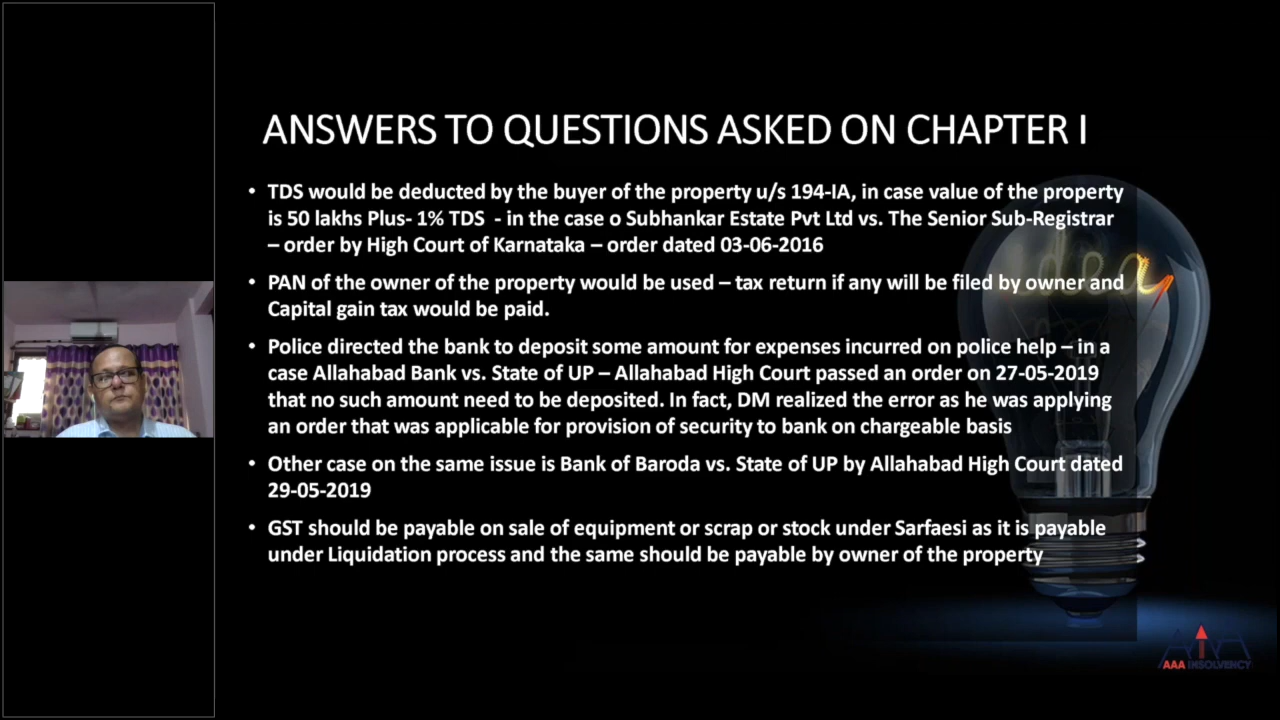 ANSWERS TO QUESTIONS ASKED ON CHAPTER I
• TDS would be deducted by the buyer of the property u/s 194-IA, in case value of the property
is 50 lakhs Plus- 1% TDS - in the case o Subhankar Estate Pvt Ltd vs. The Senior Sub-Registrar
– order by High Court of Karnataka – order dated 03-06-2016
• PAN of the owner of the property would be used – tax return if any will be filed by owner and
Capital gain tax would be paid.
• Police directed the bank to deposit some amount for expenses incurred on police help – in a
case Allahabad Bank vs. State of UP – Allahabad High Court passed an order on 27-05-2019
that no such amount need to be deposited. In fact, DM realized the error as he was applying
an order that was applicable for provision of security to bank on chargeable basis
• Other case on the same issue is Bank of Baroda vs. State of UP by Allahabad High Court dated
29-05-2019
• GST should be payable on sale of equipment or scrap or stock under Sarfaesi as it is payable
under Liquidation process and the same should be payable by owner of the property
idea
AAA INSOLVENCY